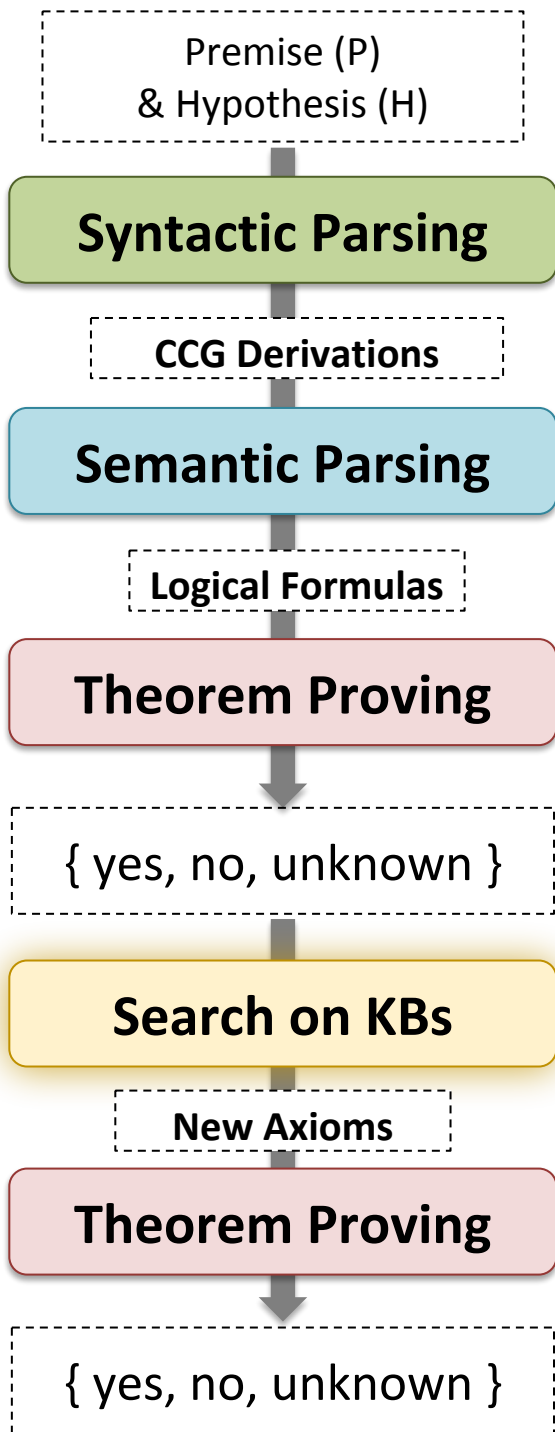 Premise (P)
& Hypothesis (H)
Syntactic Parsing
CCG Derivations
Semantic Parsing
Logical Formulas
Theorem Proving
{ yes, no, unknown }
Search on KBs
New Axioms
Theorem Proving
{ yes, no, unknown }